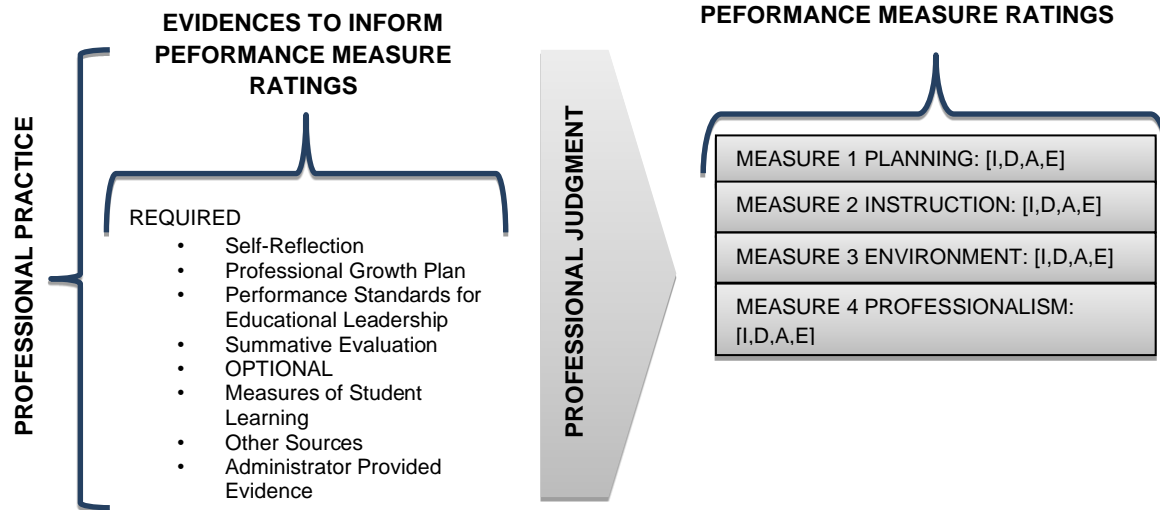 PROFESSIONAL PRACTICE
EVIDENCES TO INFORM
PEFORMANCE MEASURE
RATINGS
REQUIRED
• Self-Reflection
• Professional Growth Plan
• Performance Standards for
Educational Leadership
• Summative Evaluation
• OPTIONAL
• Measures of Student
Learning
• Other Sources
• Administrator Provided
Evidence
PROFESSIONAL JUDGMENT
PEFORMANCE MEASURE RATINGS
MEASURE 1 PLANNING: [I,D,A,E]
MEASURE 2 INSTRUCTION: [I,D,A,E]
MEASURE 3 ENVIRONMENT: [I,D,A,E]
MEASURE 4 PROFESSIONALISM:
[I,D,A,E]